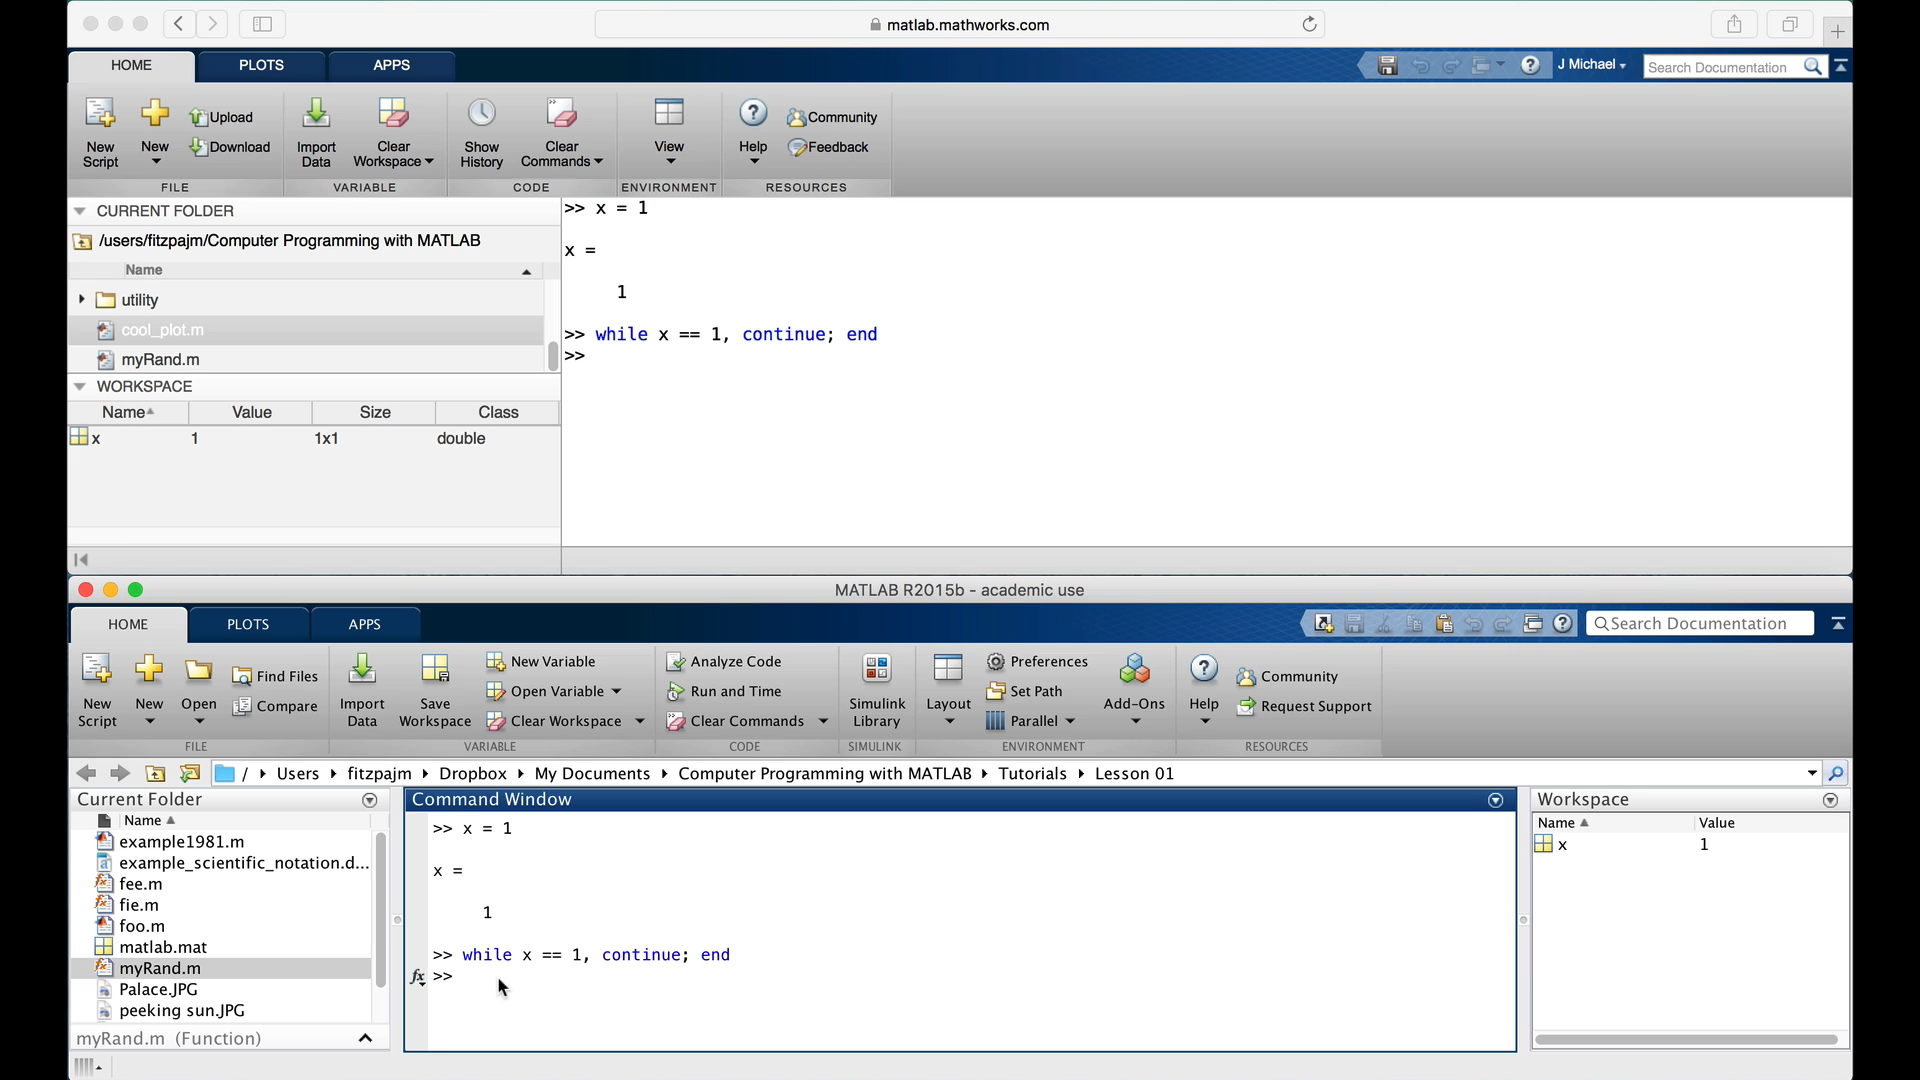 matlab.mathworks.com
HOME PLOTS APPS J Michael Search Documentation
New Script New Upload Download Import Data Clear Workspace Show History Clear Commands View Help Community Feedback
FILE VARIABLE CODE ENVIRONMENT RESOURCES
CURRENT FOLDER
/users/fitzpajm/Computer Programming with MATLAB
Name
utility
cool_plot.m
myRand.m
WORKSPACE
Name Value Size Class
x 1 1x1 double
>> x = 1
x =
1
>> while x == 1, continue; end
>>
MATLAB R2015b - academic use
HOME PLOTS APPS Search Documentation
New Script New Open Find Files Compare Import Data Save Workspace New Variable Open Variable Clear Workspace Analyze Code Run and Time Clear Commands Simulink Library Layout Preferences Set Path Parallel Add-Ons Help Community Request Support
FILE VARIABLE CODE SIMULINK ENVIRONMENT RESOURCES
/ Users fitzpajm Dropbox My Documents Computer Programming with MATLAB Tutorials Lesson 01
Current Folder
Name
example1981.m
example_scientific_notation.d...
fee.m
fie.m
foo.m
matlab.mat
myRand.m
Palace.JPG
peeking sun.JPG
myRand.m (Function)
Command Window
>> x = 1
x =
1
>> while x == 1, continue; end
fx >>
Workspace
Name Value
x 1